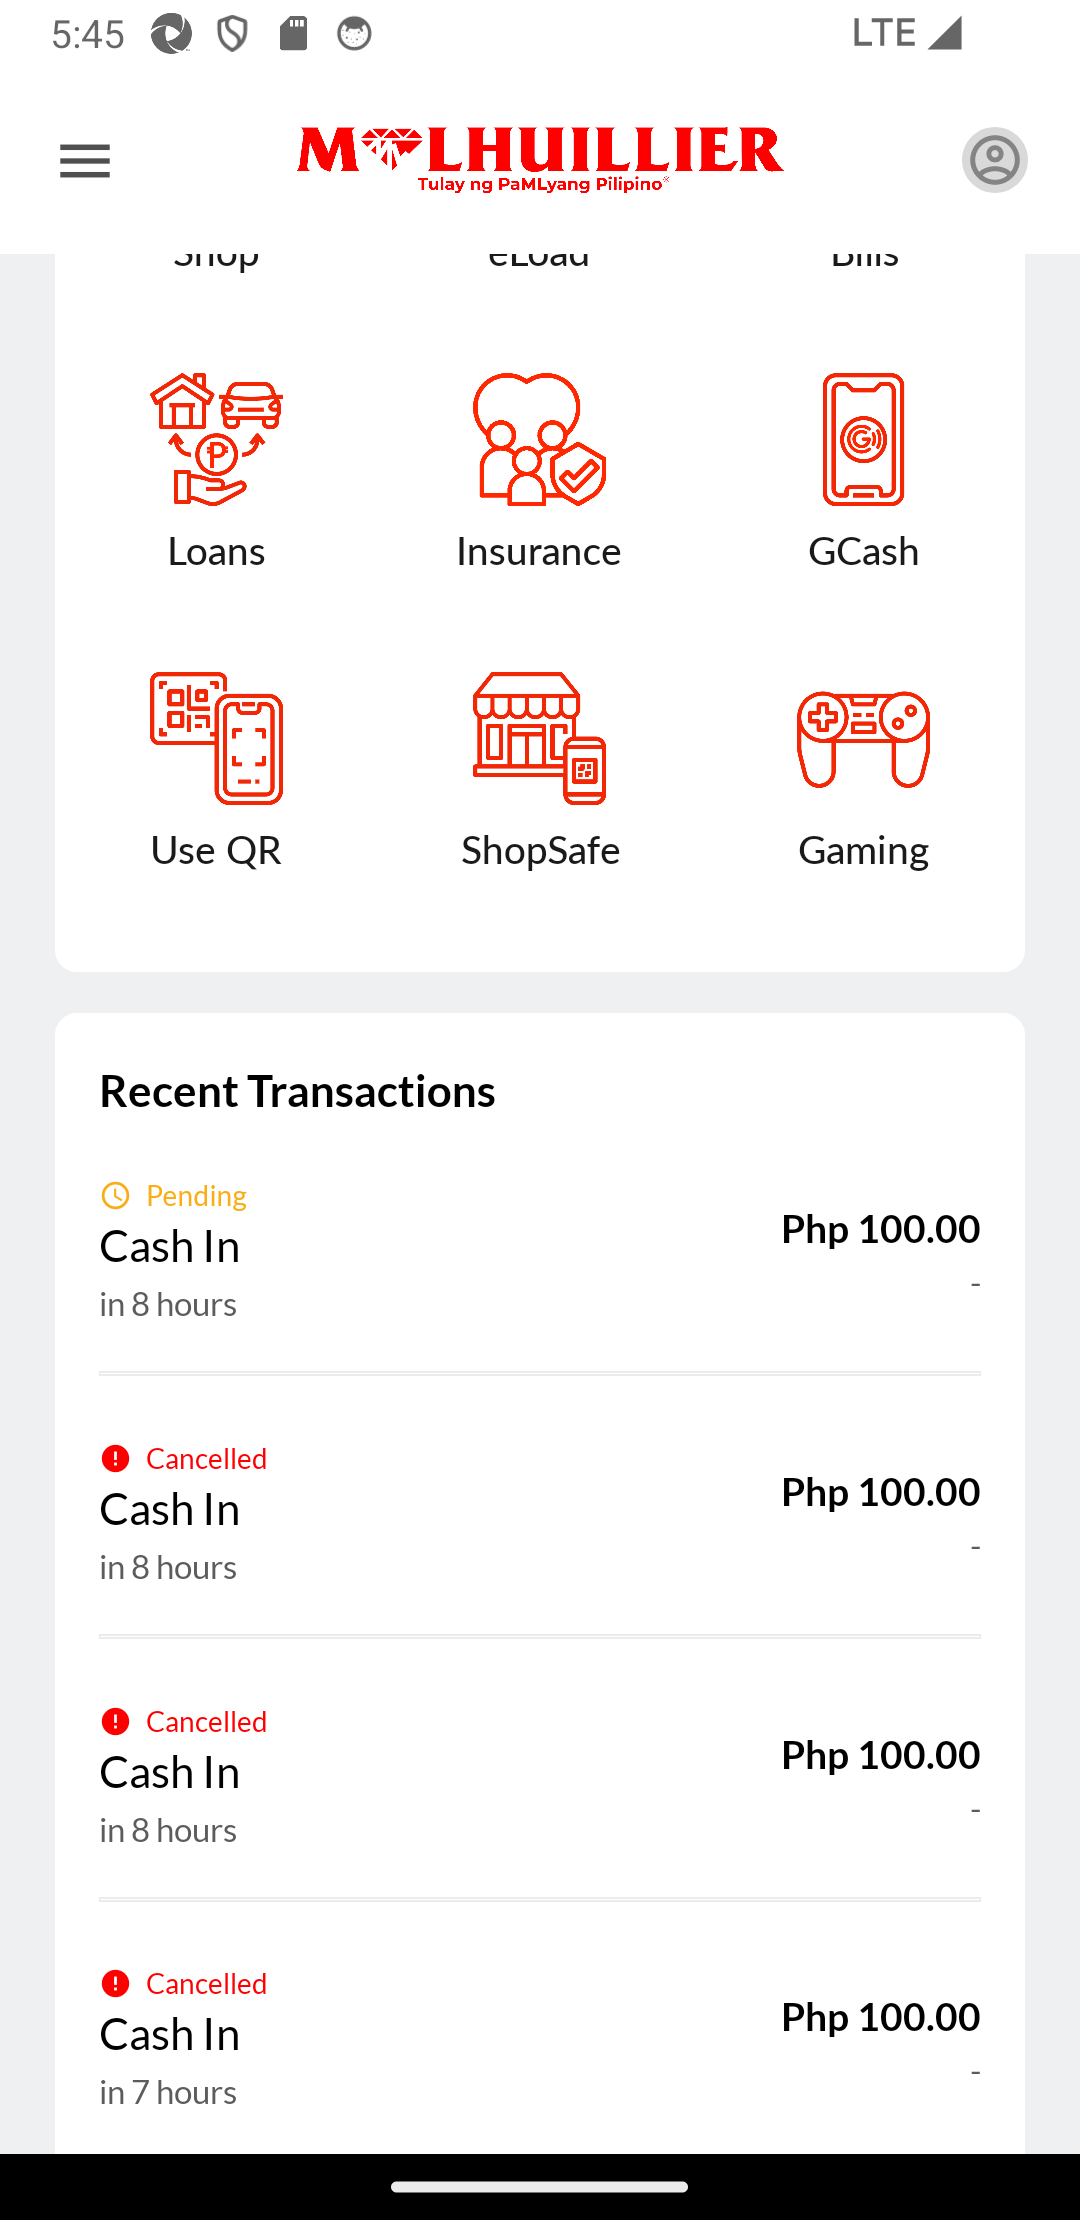 5:45
LTE
M LHUILLIER
Tulay ng PaMLyang Pilipino®
Shop eLoad Bills
Loans Insurance GCash
Use QR ShopSafe Gaming
Recent Transactions
Pending
Cash In
Php 100.00
-
in 8 hours
Cancelled
Cash In
Php 100.00
-
in 8 hours
Cancelled
Cash In
Php 100.00
-
in 8 hours
Cancelled
Cash In
Php 100.00
-
in 7 hours